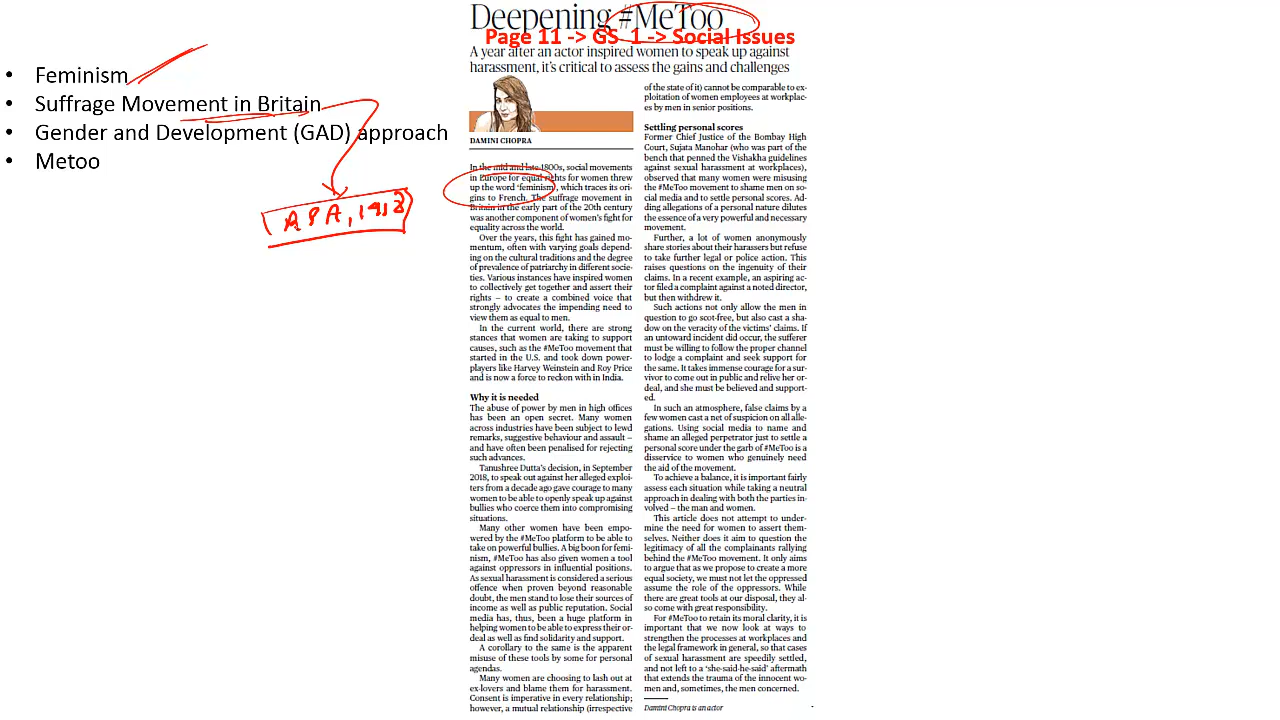 • Feminism
• Suffrage Movement in Britain
• Gender and Development (GAD) approach
• Metoo
RPA, 1918
Deepening #MeToo
Page 11 -> GS 1 -> Social Issues
A year after an actor inspired women to speak up against
harassment, it's critical to assess the gains and challenges
DAMINI CHOPRA
In the mid and late 1800s, social movements
in Europe for equal rights for women threw
up the word 'feminism', which traces its ori-
gins to French. The suffrage movement in
Britain in the early part of the 20th century
was another component of women's fight for
equality across the world.
Over the years, this fight has gained mo-
mentum, often with varying goals depend-
ing on the cultural traditions and the degree
of prevalence of patriarchy in different socie-
ties. Various instances have inspired women
to collectively get together and assert their
rights – to create a combined voice that
strongly advocates the impending need to
view them as equal to men.
In the current world, there are strong
stances that women are taking to support
causes, such as the #MeToo movement that
started in the U.S. and took down power-
players like Harvey Weinstein and Roy Price
and is now a force to reckon with in India.
Why it is needed
The abuse of power by men in high offices
has been an open secret. Many women
across industries have been subject to lewd
remarks, suggestive behaviour and assault –
and have often been penalised for rejecting
such advances.
Tanushree Dutta's decision, in September
2018, to speak out against her alleged exploi-
ters from a decade ago gave courage to many
women to be able to openly speak up against
bullies who coerce them into compromising
situations.
Many other women have been empo-
wered by the #MeToo platform to be able to
take on powerful bullies. A big boon for femi-
nism, #MeToo has also given women a tool
against oppressors in influential positions.
As sexual harassment is considered a serious
offence when proven beyond reasonable
doubt, the men stand to lose their sources of
income as well as public reputation. Social
media has, thus, been a huge platform in
helping women to be able to express their or-
deal as well as find solidarity and support.
A corollary to the same is the apparent
misuse of these tools by some for personal
agendas.
Many women are choosing to lash out at
ex-lovers and blame them for harassment.
Consent is imperative in every relationship;
however, a mutual relationship (irrespective
of the state of it) cannot be comparable to ex-
ploitation of women employees at workplac-
es by men in senior positions.
Settling personal scores
Former Chief Justice of the Bombay High
Court, Sujata Manohar (who was part of the
bench that penned the Vishakha guidelines
against sexual harassment at workplaces),
observed that many women were misusing
the #MeToo movement to shame men on so-
cial media and to settle personal scores. Ad-
ding allegations of a personal nature dilutes
the essence of a very powerful and necessary
movement.
Further, a lot of women anonymously
share stories about their harassers but refuse
to take further legal or police action. This
raises questions on the ingenuity of their
claims. In a recent example, an aspiring ac-
tor filed a complaint against a noted director,
but then withdrew it.
Such actions not only allow the men in
question to go scot-free, but also cast a sha-
dow on the veracity of the victims' claims. If
an untoward incident did occur, the sufferer
must be willing to follow the proper channel
to lodge a complaint and seek support for
the same. It takes immense courage for a sur-
vivor to come out in public and relive her or-
deal, and she must be believed and support-
ed.
In such an atmosphere, false claims by a
few women cast a net of suspicion on all alle-
gations. Using social media to name and
shame an alleged perpetrator just to settle a
personal score under the garb of #MeToo is a
disservice to women who genuinely need
the aid of the movement.
To achieve a balance, it is important fairly
assess each situation while taking a neutral
approach in dealing with both the parties in-
volved – the man and women.
This article does not attempt to under-
mine the need for women to assert them-
selves. Neither does it aim to question the
legitimacy of all the complainants rallying
behind the #MeToo movement. It only aims
to argue that as we propose to create a more
equal society, we must not let the oppressed
assume the role of the oppressors. While
there are great tools at our disposal, they al-
so come with great responsibility.
For #MeToo to retain its moral clarity, it is
important that we now look at ways to
strengthen the processes at workplaces and
the legal framework in general, so that cases
of sexual harassment are speedily settled,
and not left to a 'she-said-he-said' aftermath
that extends the trauma of the innocent wo-
men and, sometimes, the men concerned.
Damini Chopra is an actor